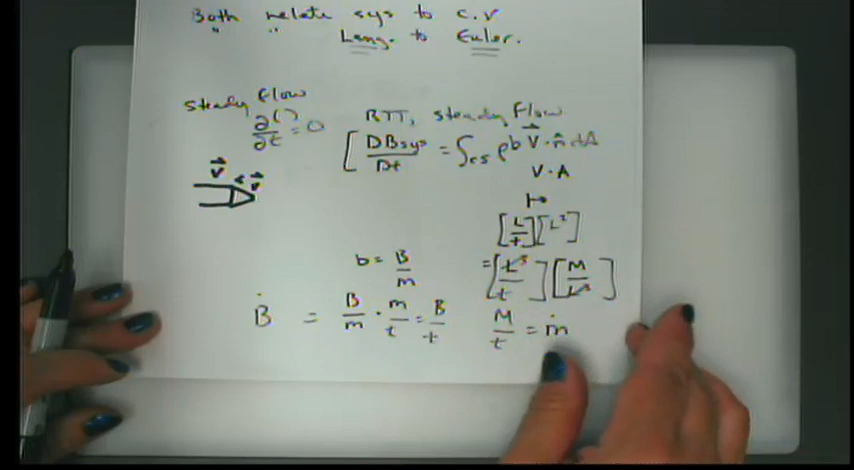 Both relate sys to c.v
" " Lang. to Euler.
Steady flow
∂( )/∂t = 0
RTT, steady flow
[ DBsys/Dt = ∫cs ρb V⃗·n̂ dA
V·A
V⃗ V⃗
[L/t][L²]
b = B/m
=[L³/t][M/L³]
Ḃ = B/m · m/t = B/t
M/t = ṁ